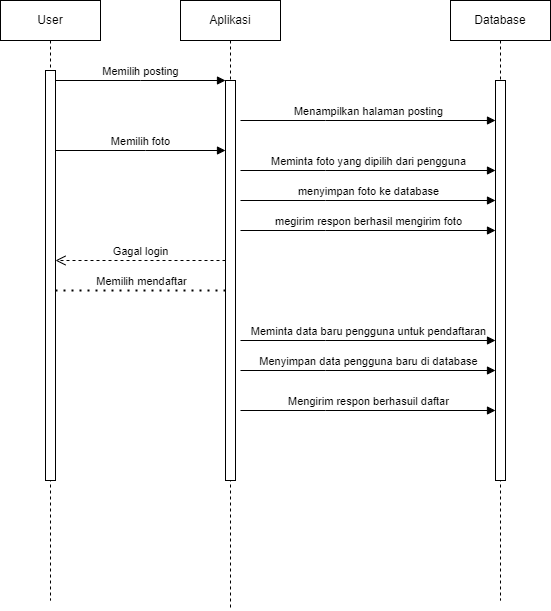 User
Aplikasi
Database
Memilih posting
Menampilkan halaman posting
Memilih foto
Meminta foto yang dipilih dari pengguna
menyimpan foto ke database
megirim respon berhasil mengirim foto
Gagal login
Memilih mendaftar
Meminta data baru pengguna untuk pendaftaran
Menyimpan data pengguna baru di database
Mengirim respon berhasuil daftar